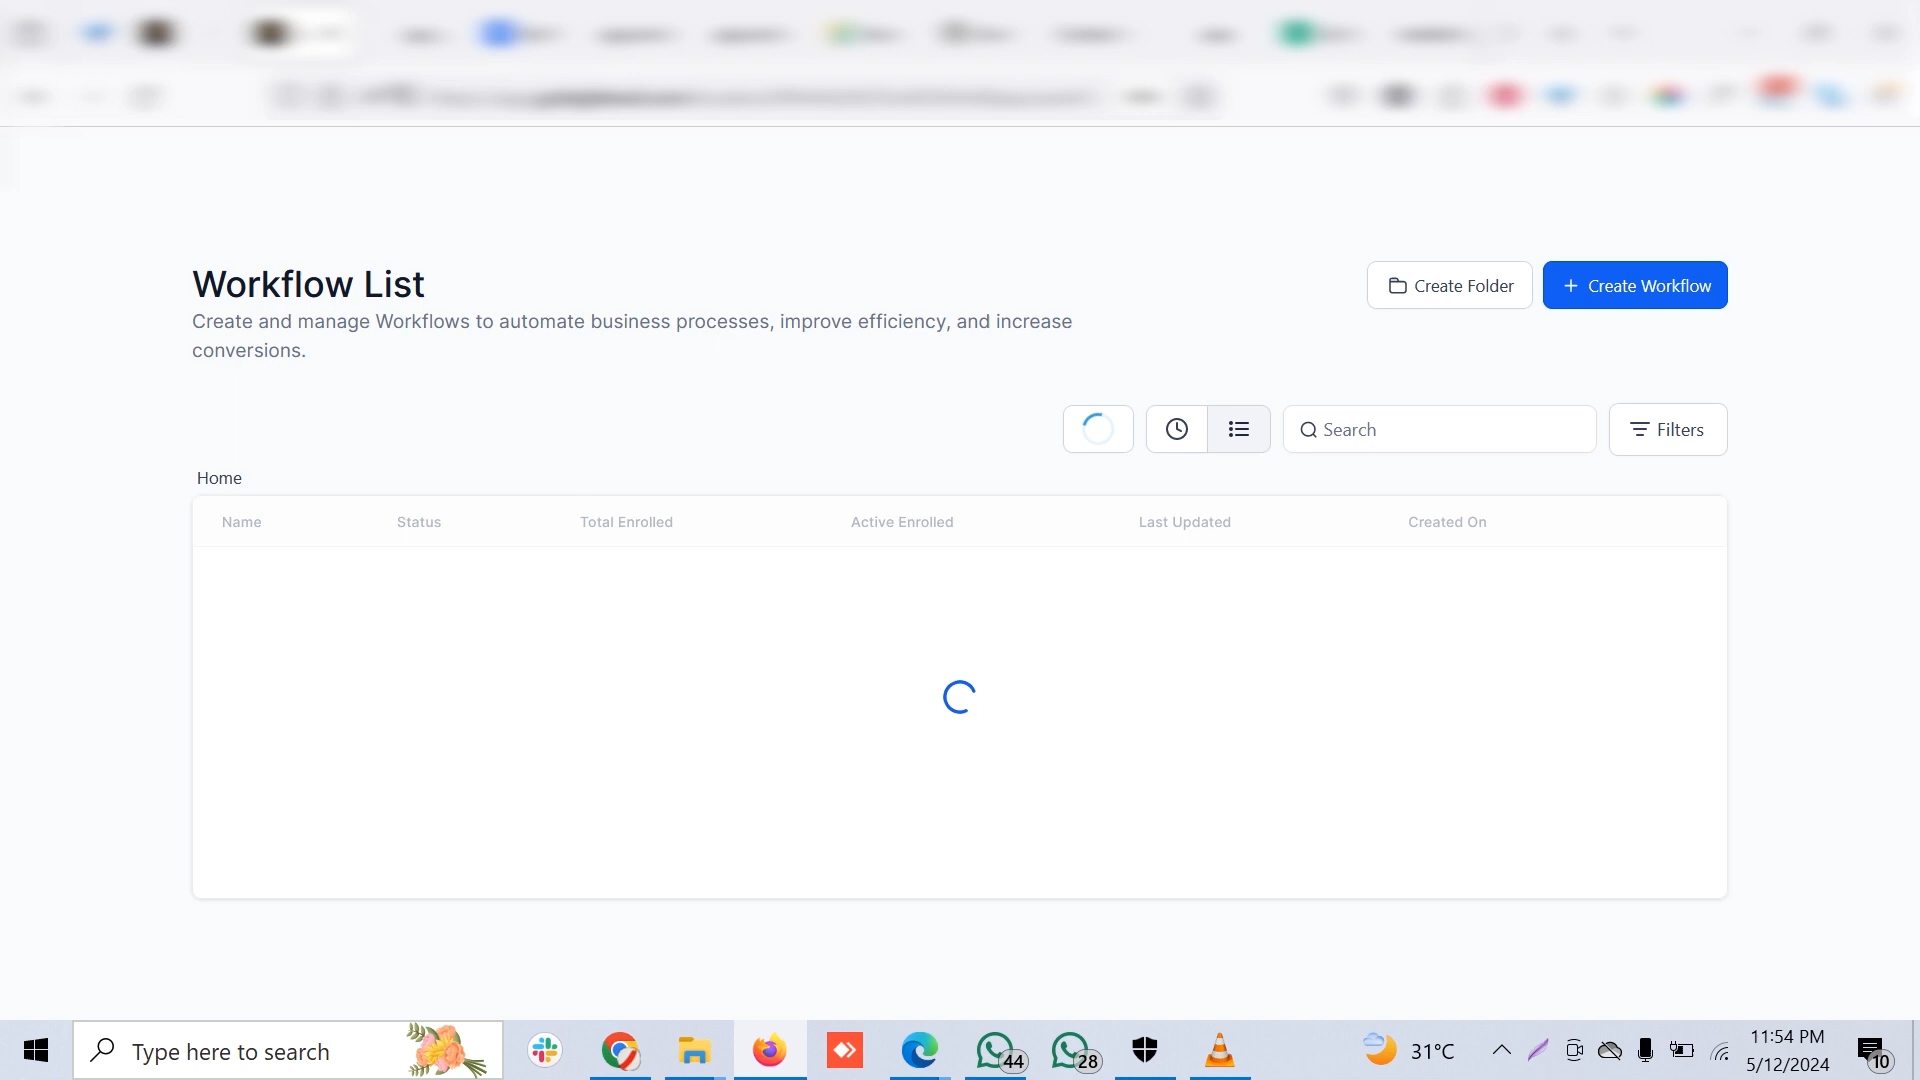 Workflow List
Create Folder
Create Workflow
Create and manage Workflows to automate business processes, improve efficiency, and increase
conversions.
Search
Filters
Home
Name Status Total Enrolled Active Enrolled Last Updated Created On
Type here to search
44
28
31°C
11:54 PM
5/12/2024
10